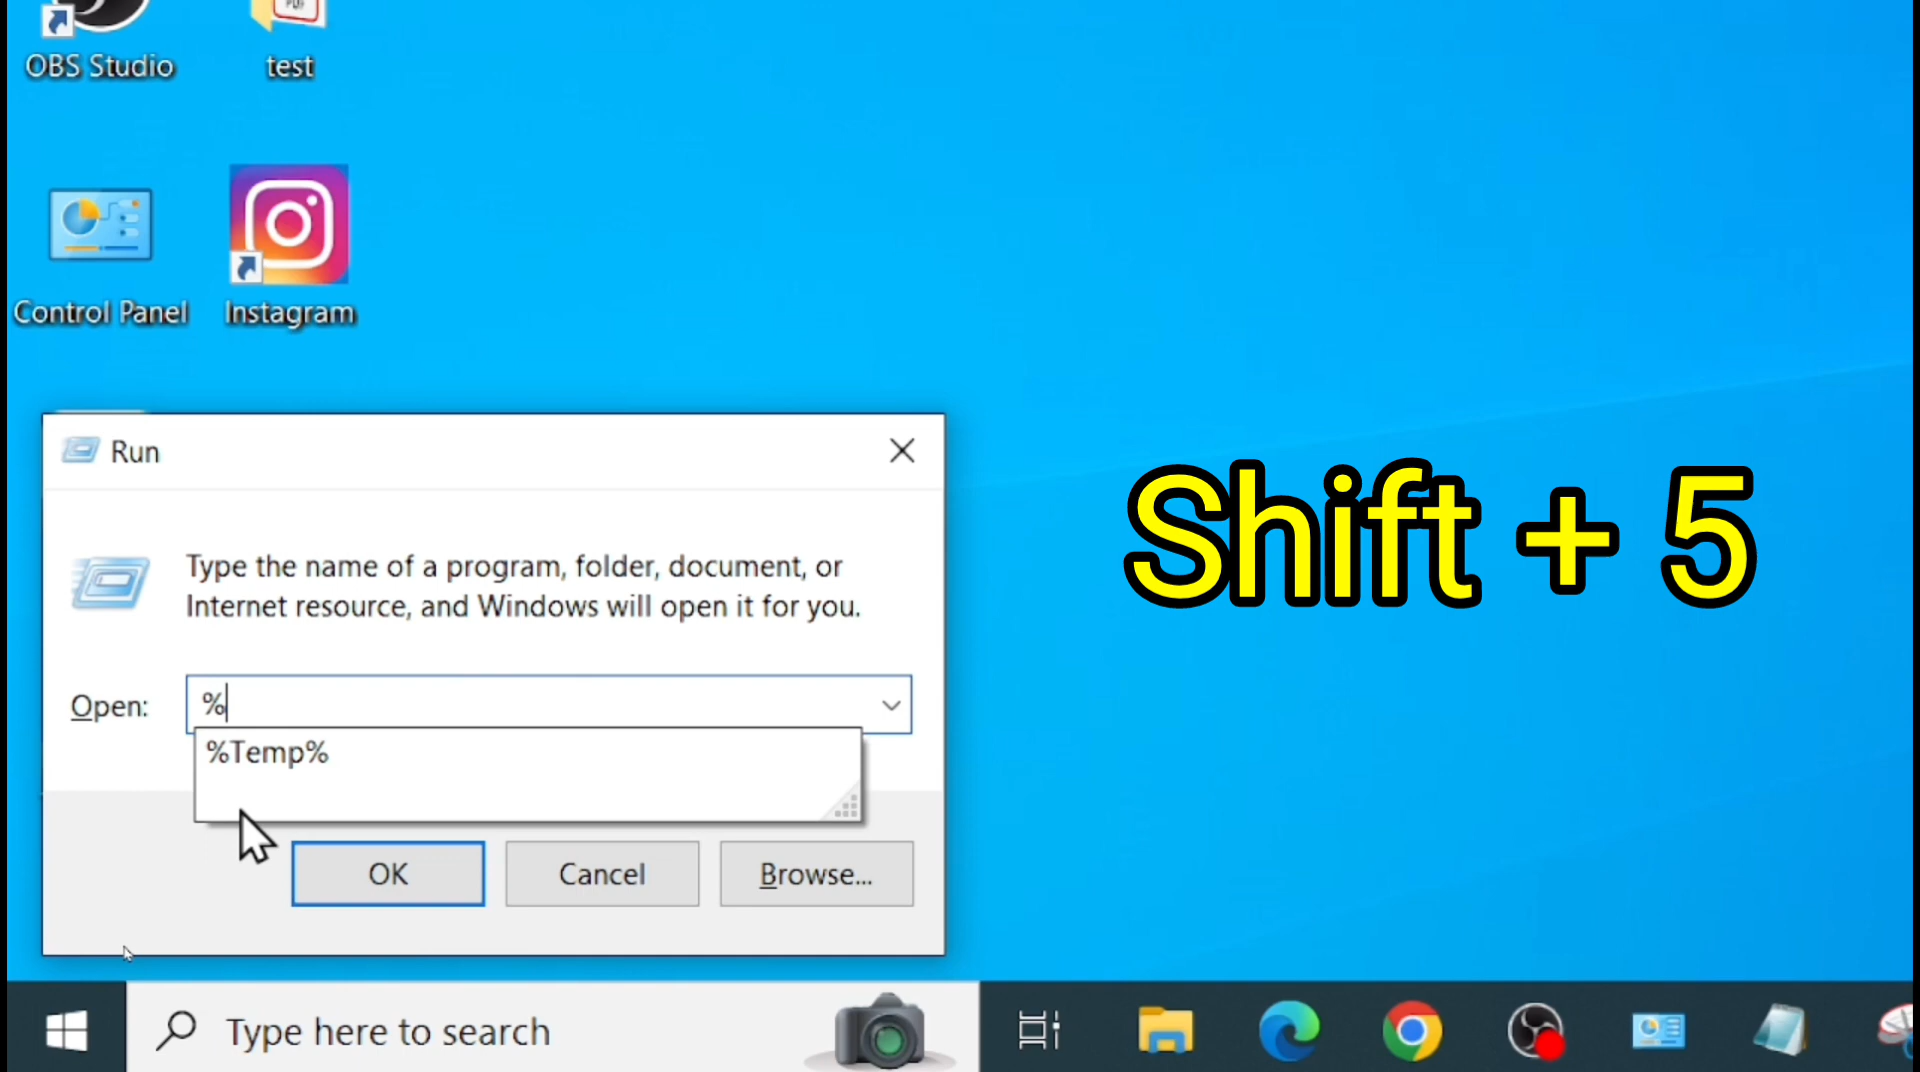 PDF
OBS Studio
test
Control Panel
Instagram
Run
Type the name of a program, folder, document, or
Internet resource, and Windows will open it for you.
Open:
%
%Temp%
OK
Cancel
Browse...
Shift + 5
Type here to search